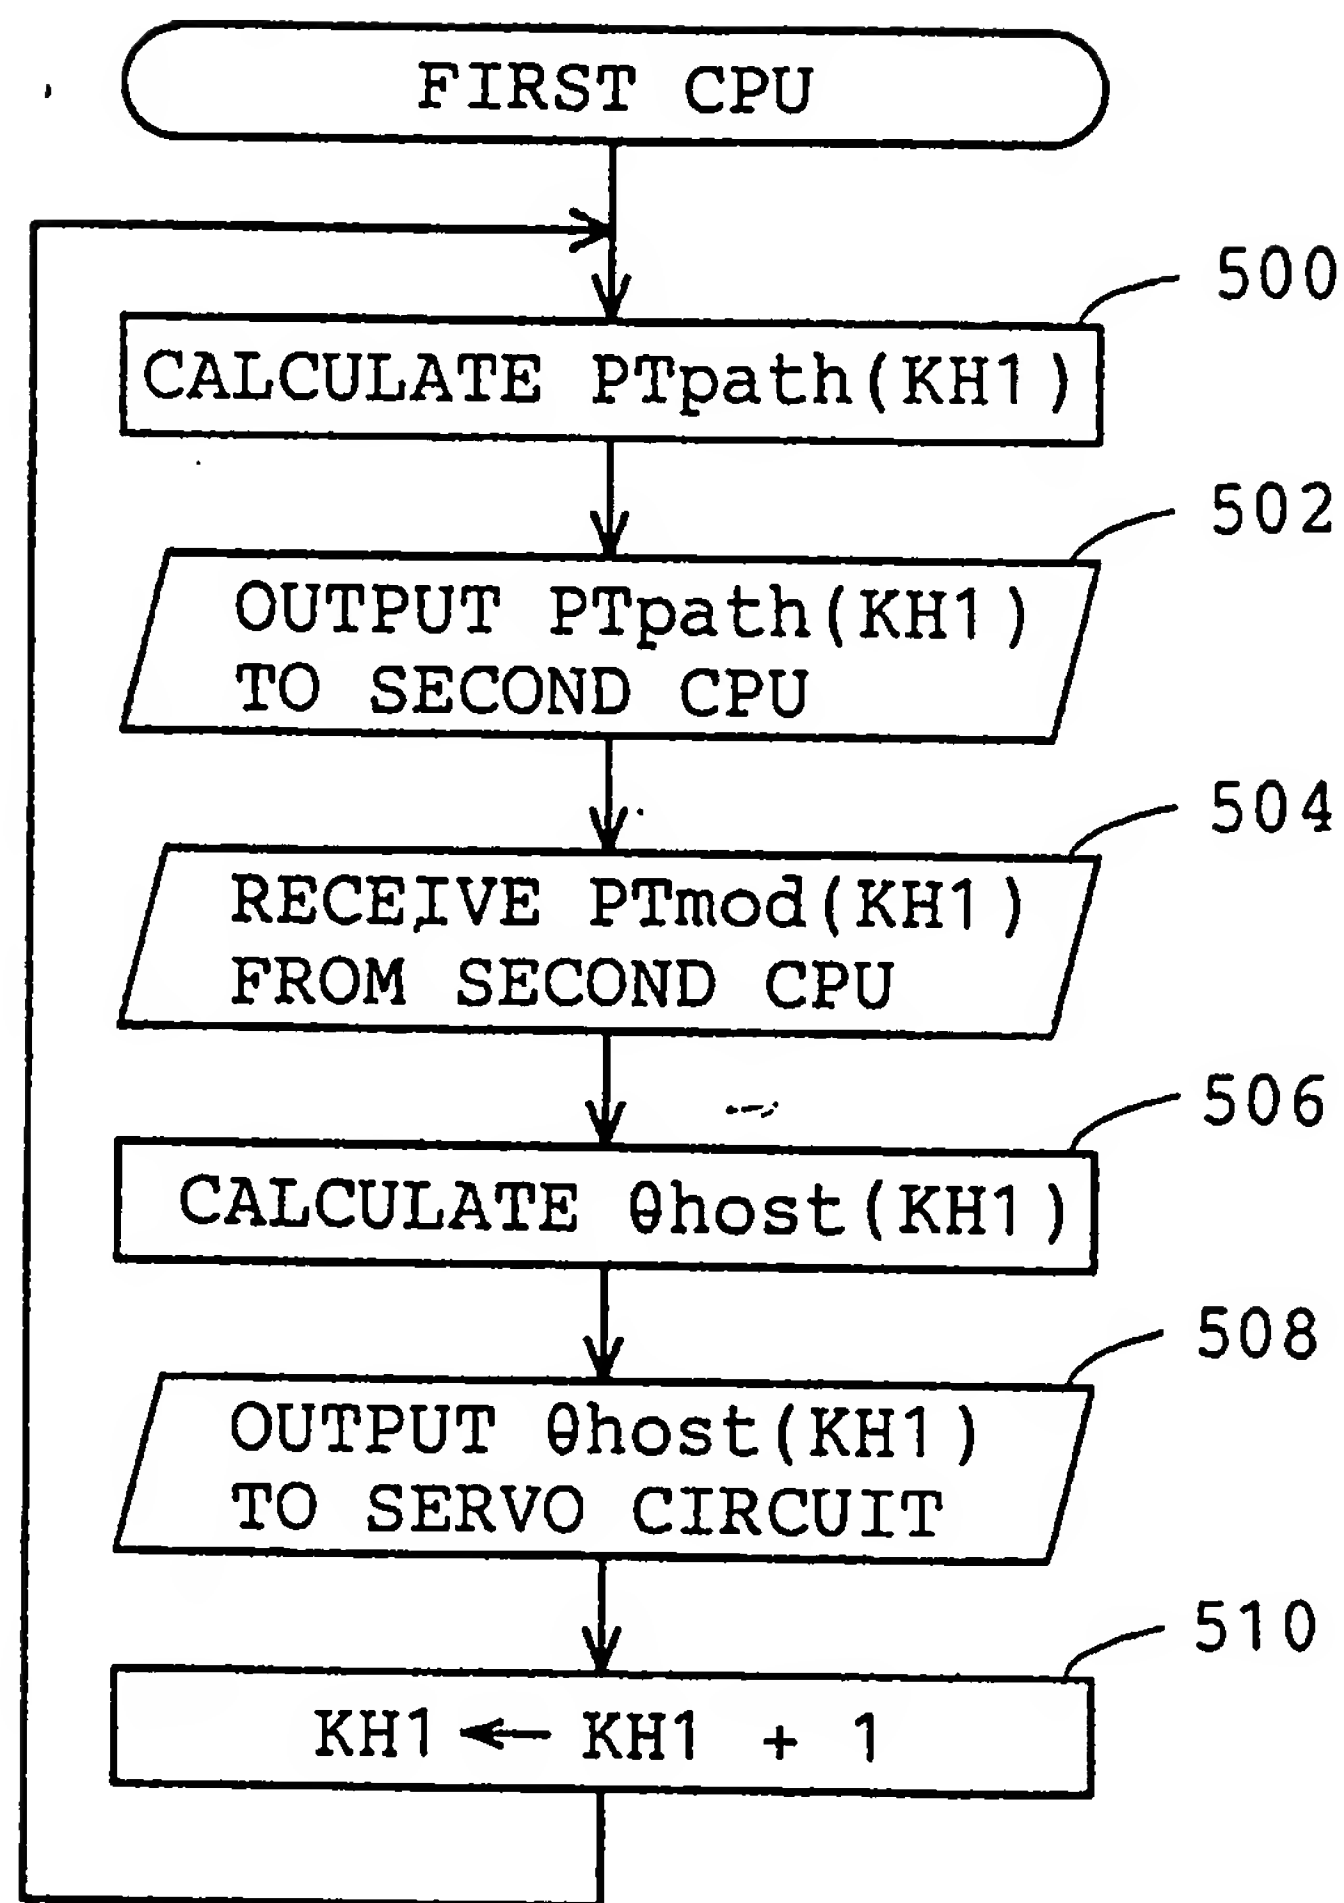 FIRST CPU
500
CALCULATE PTpath(KH1)
502
OUTPUT PTpath(KH1)
TO SECOND CPU
504
RECEIVE PTmod(KH1)
FROM SECOND CPU
506
CALCULATE θhost(KH1)
508
OUTPUT θhost(KH1)
TO SERVO CIRCUIT
510
KH1 ← KH1 + 1